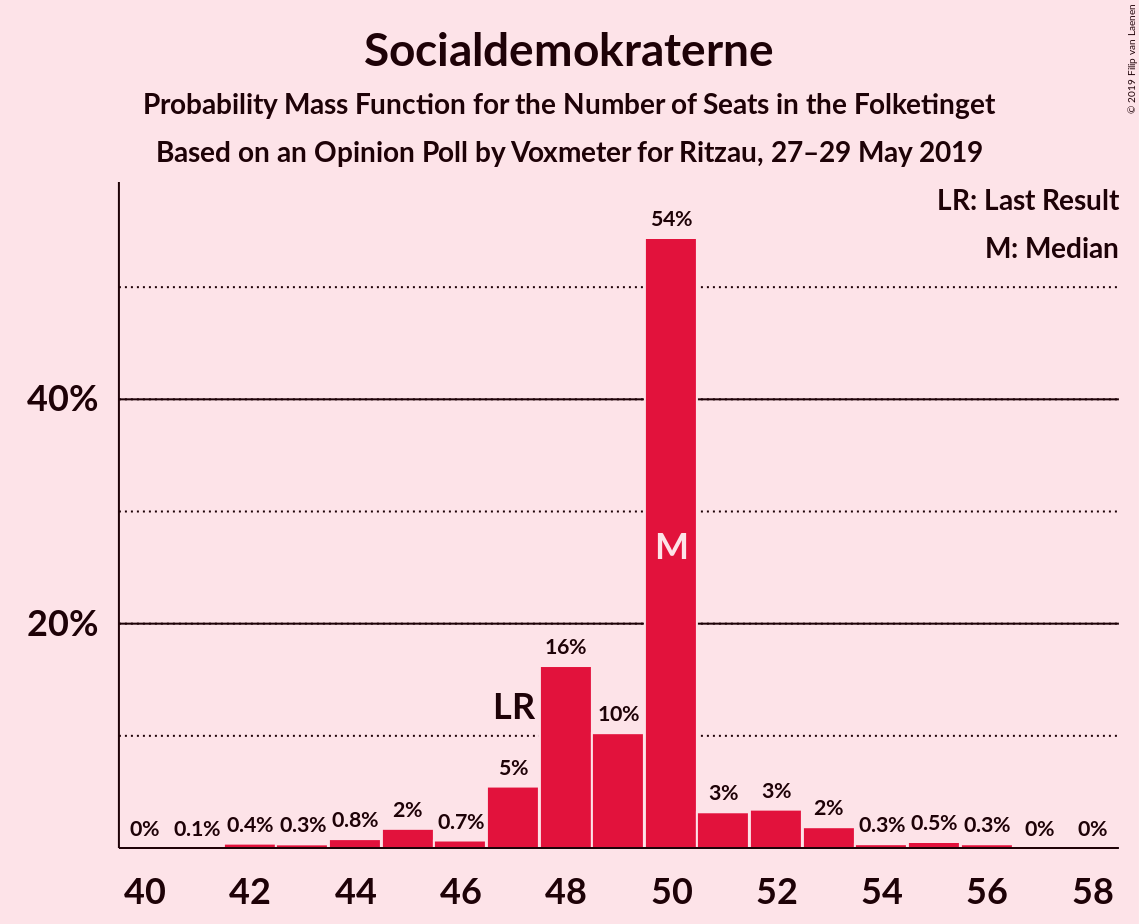 Socialdemokraterne
Probability Mass Function for the Number of Seats in the Folketinget
Based on an Opinion Poll by Voxmeter for Ritzau, 27–29 May 2019
© 2019 Filip van Laenen
LR: Last Result
M: Median
54%
40%
M
20%
16%
LR
10%
5%
0% 0.1% 0.4% 0.3% 0.8% 2% 0.7% 3% 3% 2% 0.3% 0.5% 0.3% 0% 0%
40 42 44 46 48 50 52 54 56 58